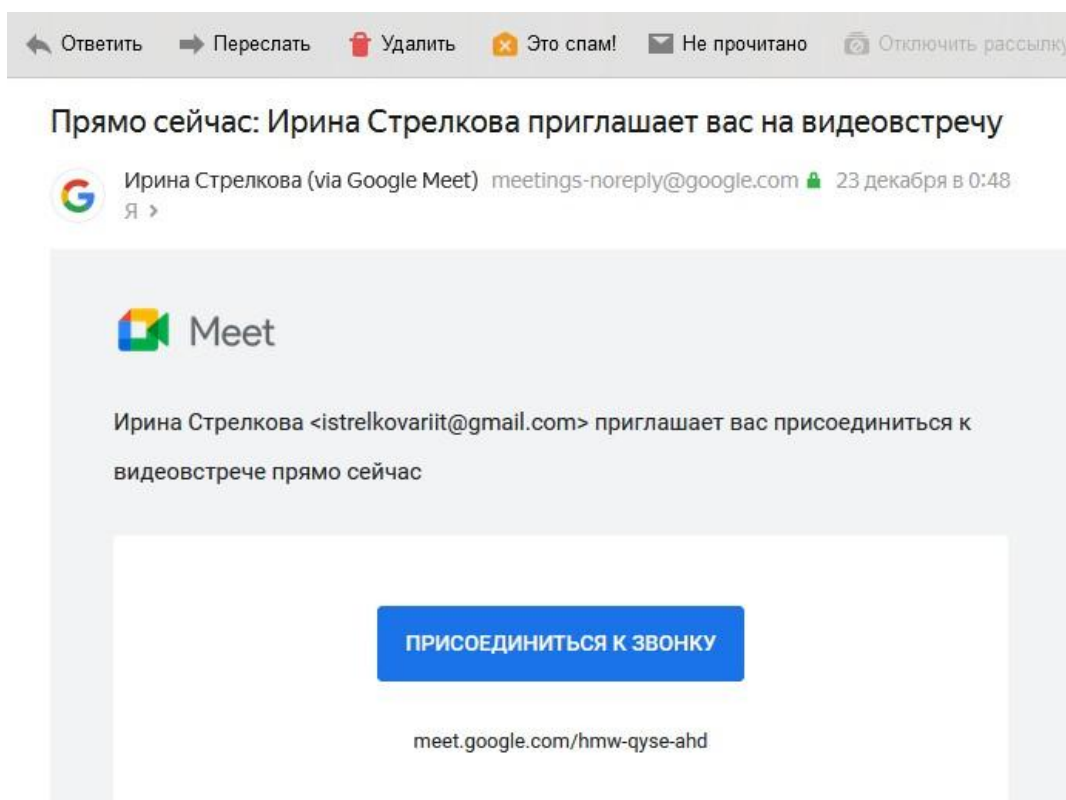 Ответить Переслать Удалить Это спам! Не прочитано Отключить рассылку
Прямо сейчас: Ирина Стрелкова приглашает вас на видеовстречу
Ирина Стрелкова (via Google Meet) meetings-noreply@google.com 23 декабря в 0:48
Я >
Meet
Ирина Стрелкова <istrelkovariit@gmail.com> приглашает вас присоединиться к
видеовстрече прямо сейчас
ПРИСОЕДИНИТЬСЯ К ЗВОНКУ
meet.google.com/hmw-qyse-ahd